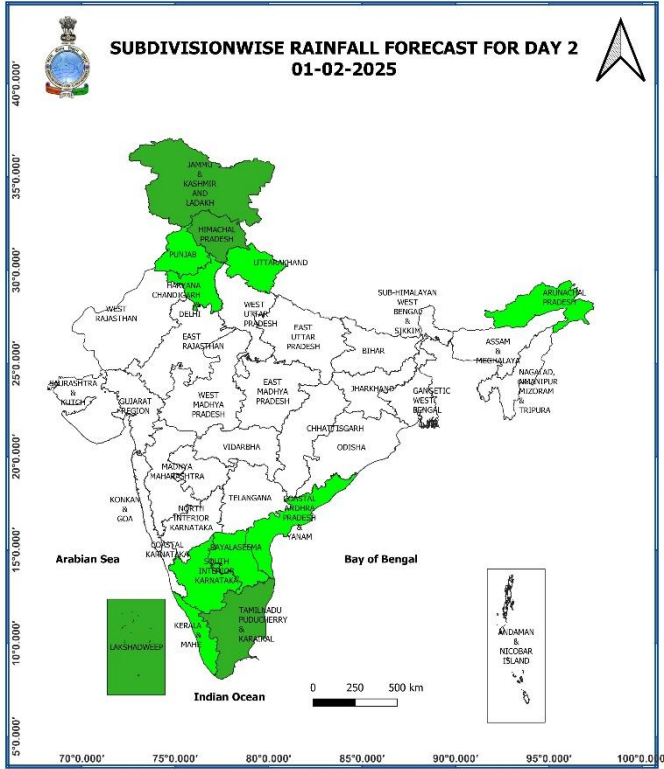 SUBDIVISIONWISE RAINFALL FORECAST FOR DAY 2
01-02-2025
40°0.000'
35°0.000'
30°0.000'
25°0.000'
20°0.000'
15°0.000'
10°0.000'
5°0.000'
JAMMU
&
KASHMIR
AND
LADAKH
HIMACHAL
PRADESH
PUNJAB
UTTARAKHAND
HARYANA
CHANDIGARH
DELHI
WEST
RAJASTHAN
EAST
RAJASTHAN
WEST
UTTAR
PRADESH
EAST
UTTAR
PRADESH
SUB-HIMALAYAN
WEST
BENGAL
&
SIKKIM
ARUNACHAL
PRADESH
ASSAM
&
MEGHALAYA
BIHAR
SAURASHTRA
&
KUTCH
GUJARAT
REGION
WEST
MADHYA
PRADESH
EAST
MADHYA
PRADESH
JHARKHAND
GANGETIC
WEST
BENGAL
MANIPUR
MIZORAM
&
TRIPURA
CHHATTISGARH
ODISHA
VIDARBHA
MADHYA
MAHARASHTRA
KONKAN
&
GOA
NORTH
INTERIOR
KARNATAKA
TELANGANA
COASTAL
ANDHRA
PRADESH
&
YANAM
COASTAL
KARNATAKA
RAYALASEEMA
SOUTH
INTERIOR
KARNATAKA
Arabian Sea
Bay of Bengal
LAKSHADWEEP
KERALA
&
MAHE
TAMILNADU
PUDUCHERRY
&
KARAIKAL
ANDAMAN
&
NICOBAR
ISLAND
Indian Ocean
0 250 500 km
70°0.000' 75°0.000' 80°0.000' 85°0.000' 90°0.000' 95°0.000' 100°0.000'